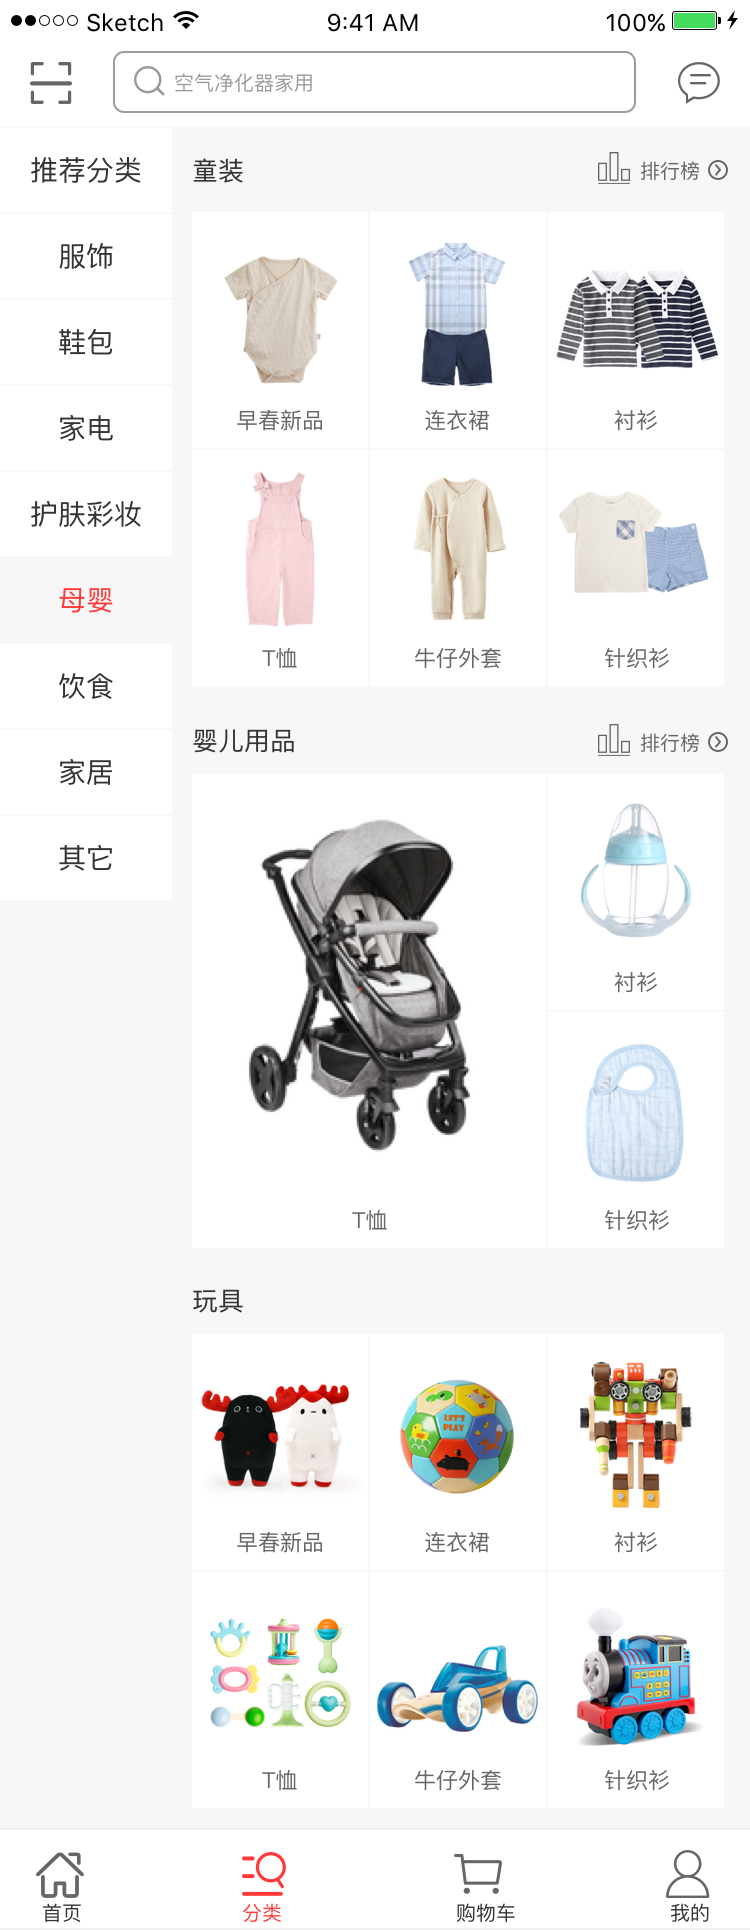 Sketch 9:41 AM 100%
空气净化器家用
推荐分类
服饰
鞋包
家电
护肤彩妆
母婴
饮食
家居
其它
童装 排行榜
早春新品 连衣裙 衬衫
T恤 牛仔外套 针织衫
婴儿用品 排行榜
衬衫
T恤 针织衫
玩具
LET'S
PLAY
早春新品 连衣裙 衬衫
T恤 牛仔外套 针织衫
首页 分类 购物车 我的